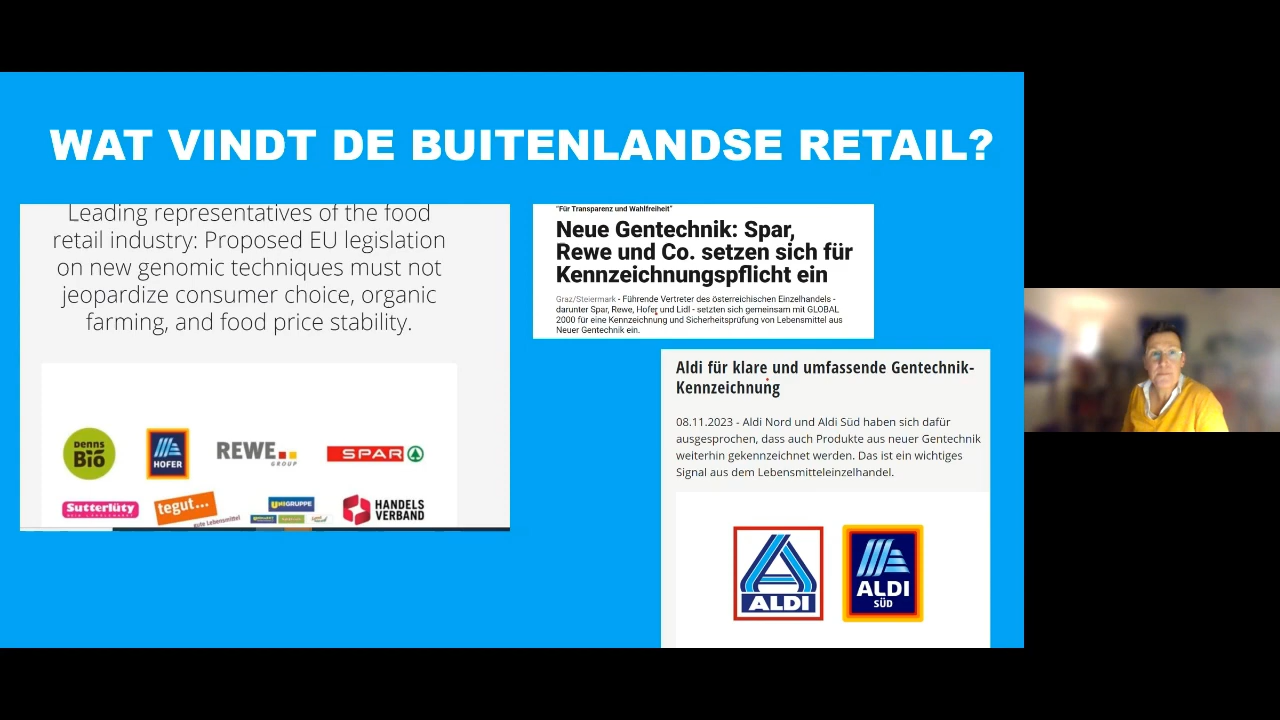 WAT VINDT DE BUITENLANDSE RETAIL?
Leading representatives of the food
retail industry: Proposed EU legislation
on new genomic techniques must not
jeopardize consumer choice, organic
farming, and food price stability.
Denns
BiO
HOFER
REWE
GROUP
SPAR
Sutterlüty
tegut...
gute Lebensmittel
UNIGRUPPE
HANDELS
VERBAND
"Für Transparenz und Wahlfreiheit"
Neue Gentechnik: Spar,
Rewe und Co. setzen sich für
Kennzeichnungspflicht ein
Graz/Steiermark - Führende Vertreter des österreichischen Einzelhandels -
darunter Spar, Rewe, Hofer und Lidl - setzten sich gemeinsam mit GLOBAL
2000 für eine Kennzeichnung und Sicherheitsprüfung von Lebensmittel aus
Neuer Gentechnik ein.
Aldi für klare und umfassende Gentechnik-
Kennzeichnung
08.11.2023 - Aldi Nord und Aldi Süd haben sich dafür
ausgesprochen, dass auch Produkte aus neuer Gentechnik
weiterhin gekennzeichnet werden. Das ist ein wichtiges
Signal aus dem Lebensmitteleinzelhandel.
ALDI
ALDI
SÜD